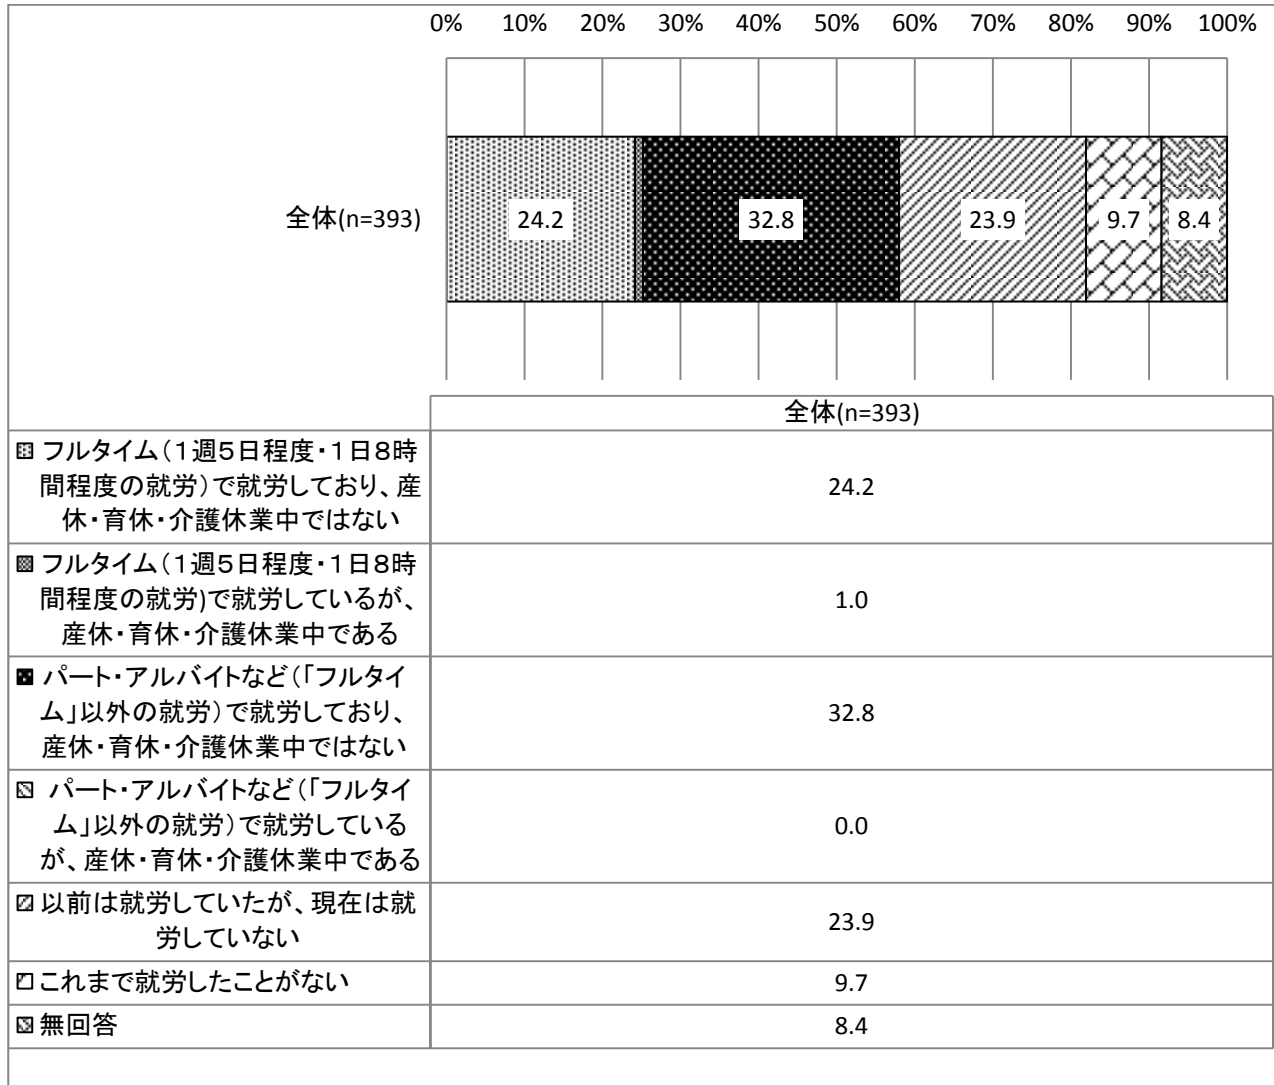 0% 10% 20% 30% 40% 50% 60% 70% 80% 90% 100%
全体(n=393)
24.2 32.8 23.9 9.7 8.4
全体(n=393)
フルタイム(１週５日程度・１日８時
間程度の就労)で就労しており、産
休・育休・介護休業中ではない
24.2
フルタイム(１週５日程度・１日８時
間程度の就労)で就労しているが、
産休・育休・介護休業中である
1.0
パート・アルバイトなど(「フルタイ
ム」以外の就労)で就労しており、
産休・育休・介護休業中ではない
32.8
パート・アルバイトなど(「フルタイ
ム」以外の就労)で就労している
が、産休・育休・介護休業中である
0.0
以前は就労していたが、現在は就
労していない
23.9
これまで就労したことがない
9.7
無回答
8.4